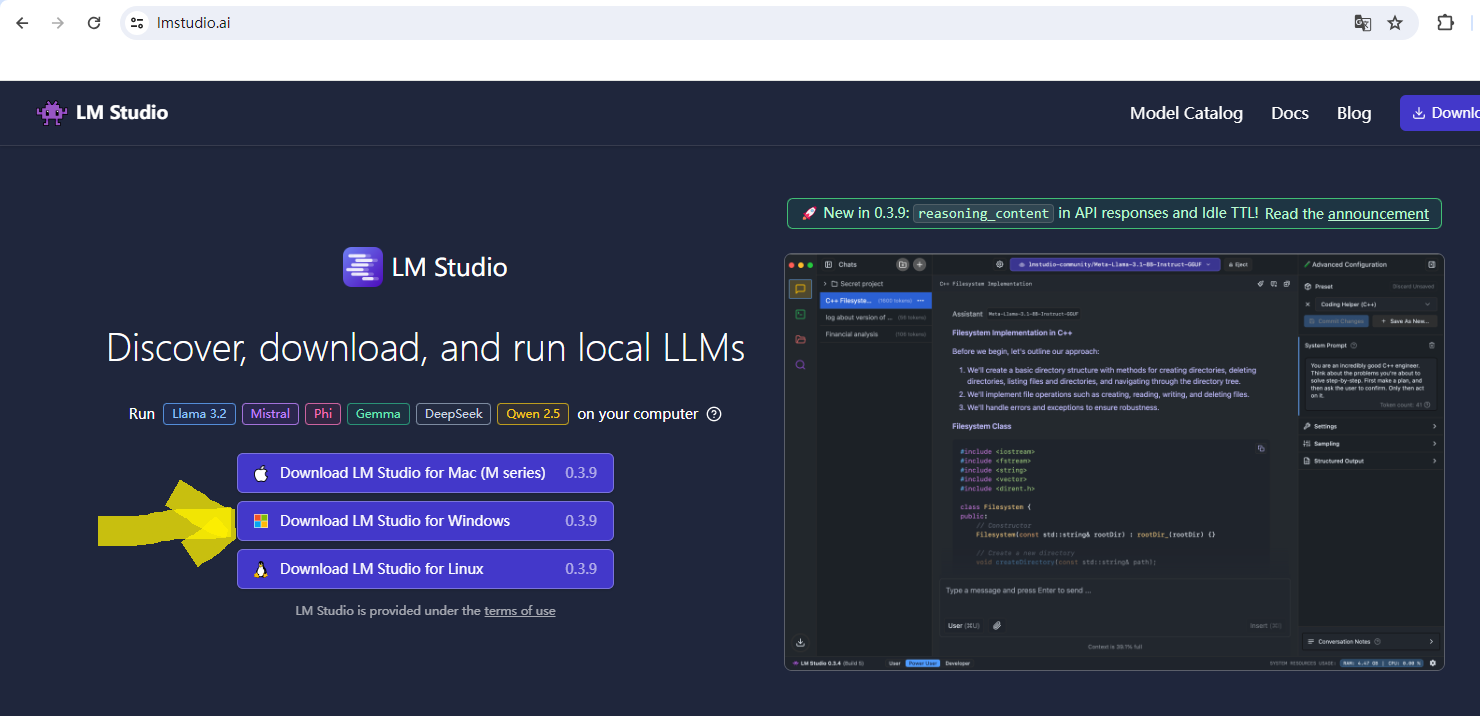 lmstudio.ai
LM Studio
Model Catalog Docs Blog
New in 0.3.9: reasoning_content in API responses and Idle TTL! Read the announcement
LM Studio
Discover, download, and run local LLMs
Run Llama 3.2 Mistral Phi Gemma DeepSeek Qwen 2.5 on your computer
Download LM Studio for Mac (M series) 0.3.9
Download LM Studio for Windows 0.3.9
Download LM Studio for Linux 0.3.9
LM Studio is provided under the terms of use
Chats
Secret project
C++ Filesyste...
log about version of ...
Financial analysis
lmstudio-community/Meta-Llama-3.1-8B-Instruct-GGUF
Eject
C++ Filesystem Implementation
Assistant Meta-Llama-3.1-8B-Instruct-GGUF
Filesystem Implementation in C++
Before we begin, let's outline our approach:
1. We'll create a basic directory structure with methods for creating directories, deleting
directories, listing files and directories, and navigating through the directory tree.
2. We'll implement file operations such as creating, reading, writing, and deleting files.
3. We'll handle errors and exceptions to ensure robustness.
Filesystem Class
#include <iostream>
#include <fstream>
#include <string>
#include <vector>
#include <dirent.h>
class Filesystem {
public:
// Constructor
Filesystem(const std::string& rootDir) : rootDir_(rootDir) {}
// Create a new directory
void createDirectory(const std::string& path);
Type a message and press Enter to send ...
User (⌘U)
Insert (⌘I)
Context is 39.1% full
Advanced Configuration
Preset Discard Unsaved
Coding Helper (C++)
Commit Changes + Save As New...
System Prompt
You are an incredibly good C++ engineer.
Think about the problems you're about to
solve step-by-step. First make a plan, and
then ask the user to confirm. Only then act
on it.
Token count: 41
Settings
Sampling
Structured Output
Conversation Notes
LM Studio 0.3.4 (Build 5) User Power User Developer
SYSTEM RESOURCES USAGE: RAM: 6.47 GB | CPU: 0.00 %